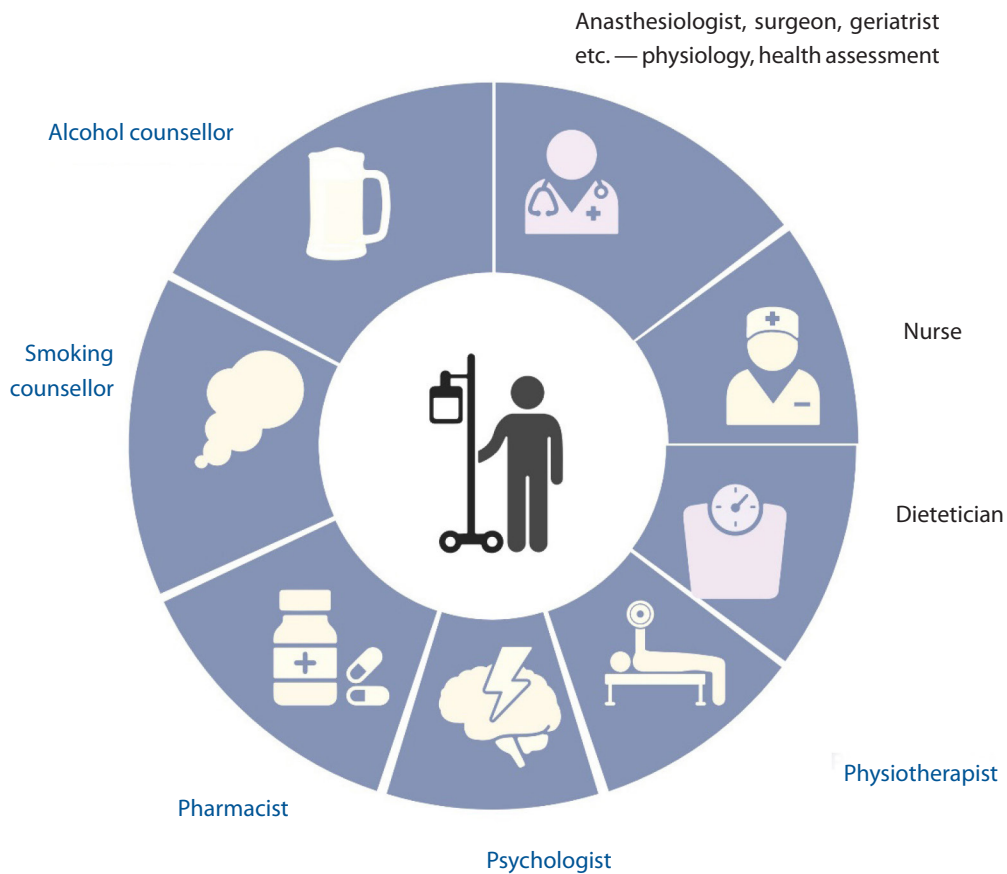 Anasthesiologist, surgeon, geriatrist
etc. — physiology, health assessment
Alcohol counsellor
Nurse
Smoking
counsellor
Dietetician
Physiotherapist
Pharmacist
Psychologist